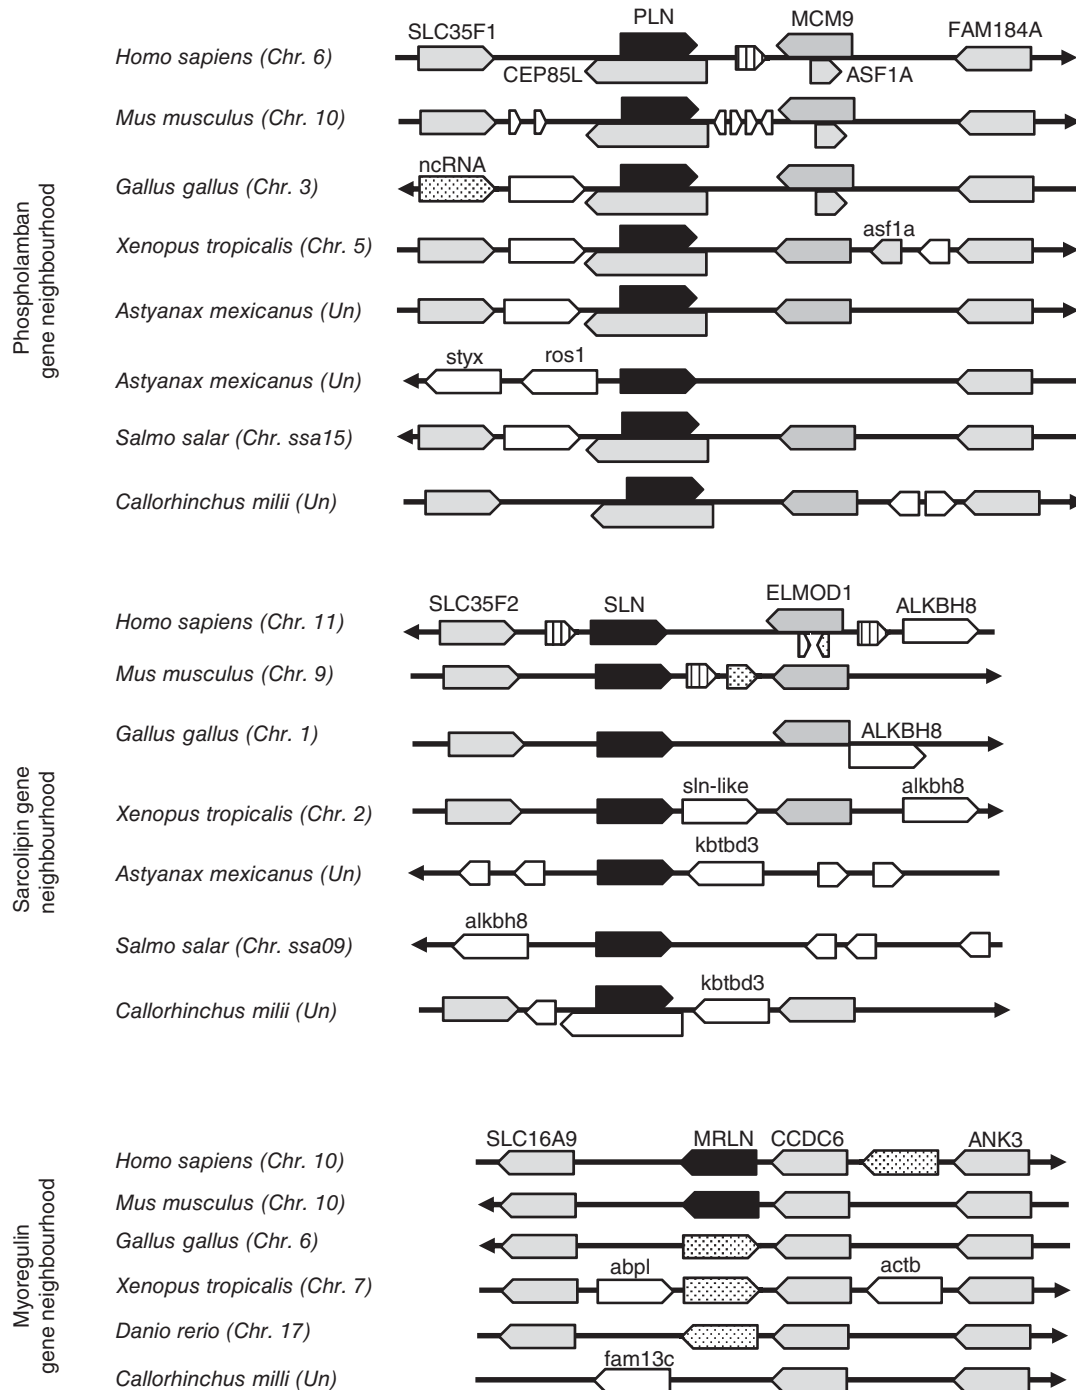 Phospholamban
gene neighbourhood
SLC35F1 PLN MCM9 FAM184A
Homo sapiens (Chr. 6)
CEP85L ASF1A
Mus musculus (Chr. 10)
ncRNA
Gallus gallus (Chr. 3)
asf1a
Xenopus tropicalis (Chr. 5)
Astyanax mexicanus (Un)
styx ros1
Astyanax mexicanus (Un)
Salmo salar (Chr. ssa15)
Callorhinchus milii (Un)
Sarcolipin gene
neighbourhood
SLC35F2 SLN ELMOD1 ALKBH8
Homo sapiens (Chr. 11)
Mus musculus (Chr. 9)
Gallus gallus (Chr. 1)
ALKBH8
sln-like alkbh8
Xenopus tropicalis (Chr. 2)
kbtbd3
Astyanax mexicanus (Un)
alkbh8
Salmo salar (Chr. ssa09)
kbtbd3
Callorhinchus milii (Un)
Myoregulin
gene neighbourhood
SLC16A9 MRLN CCDC6 ANK3
Homo sapiens (Chr. 10)
Mus musculus (Chr. 10)
Gallus gallus (Chr. 6)
abpl actb
Xenopus tropicalis (Chr. 7)
Danio rerio (Chr. 17)
fam13c
Callorhinchus milli (Un)